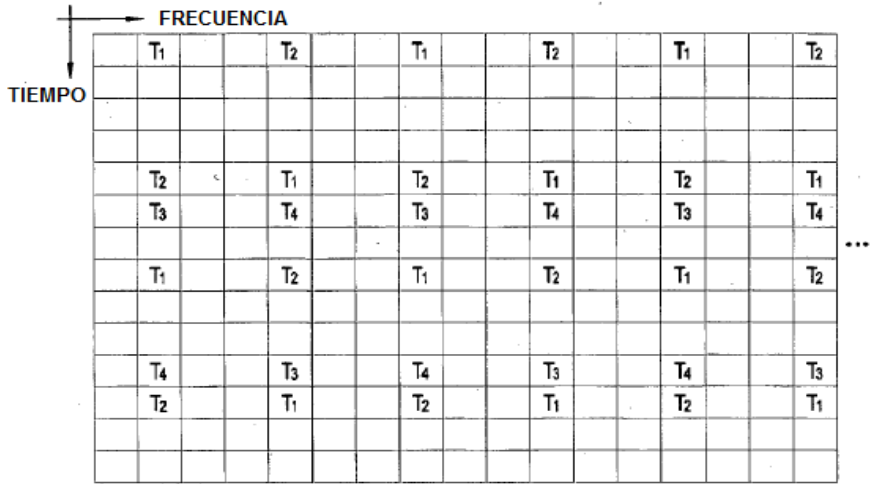 FRECUENCIA
T1 T2 T1 T2 T1 T2
TIEMPO
T2 T1 T2 T1 T2 T1
T3 T4 T3 T4 T3 T4
...
T1 T2 T1 T2 T1 T2
T4 T3 T4 T3 T4 T3
T2 T1 T2 T1 T2 T1